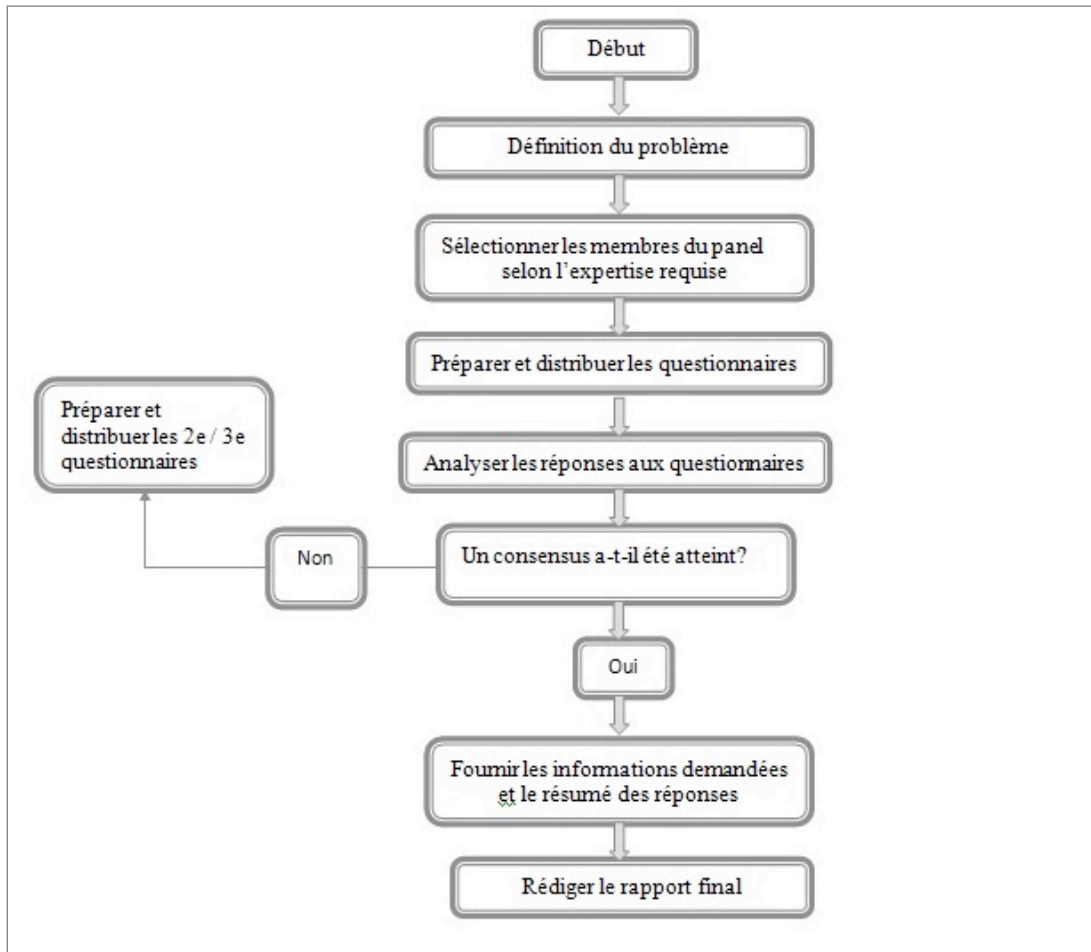 Début
Définition du problème
Sélectionner les membres du panel
selon l'expertise requise
Préparer et distribuer les questionnaires
Préparer et
distribuer les 2e / 3e
questionnaires
Analyser les réponses aux questionnaires
Non
Un consensus a-t-il été atteint?
Oui
Fournir les informations demandées
et le résumé des réponses
Rédiger le rapport final